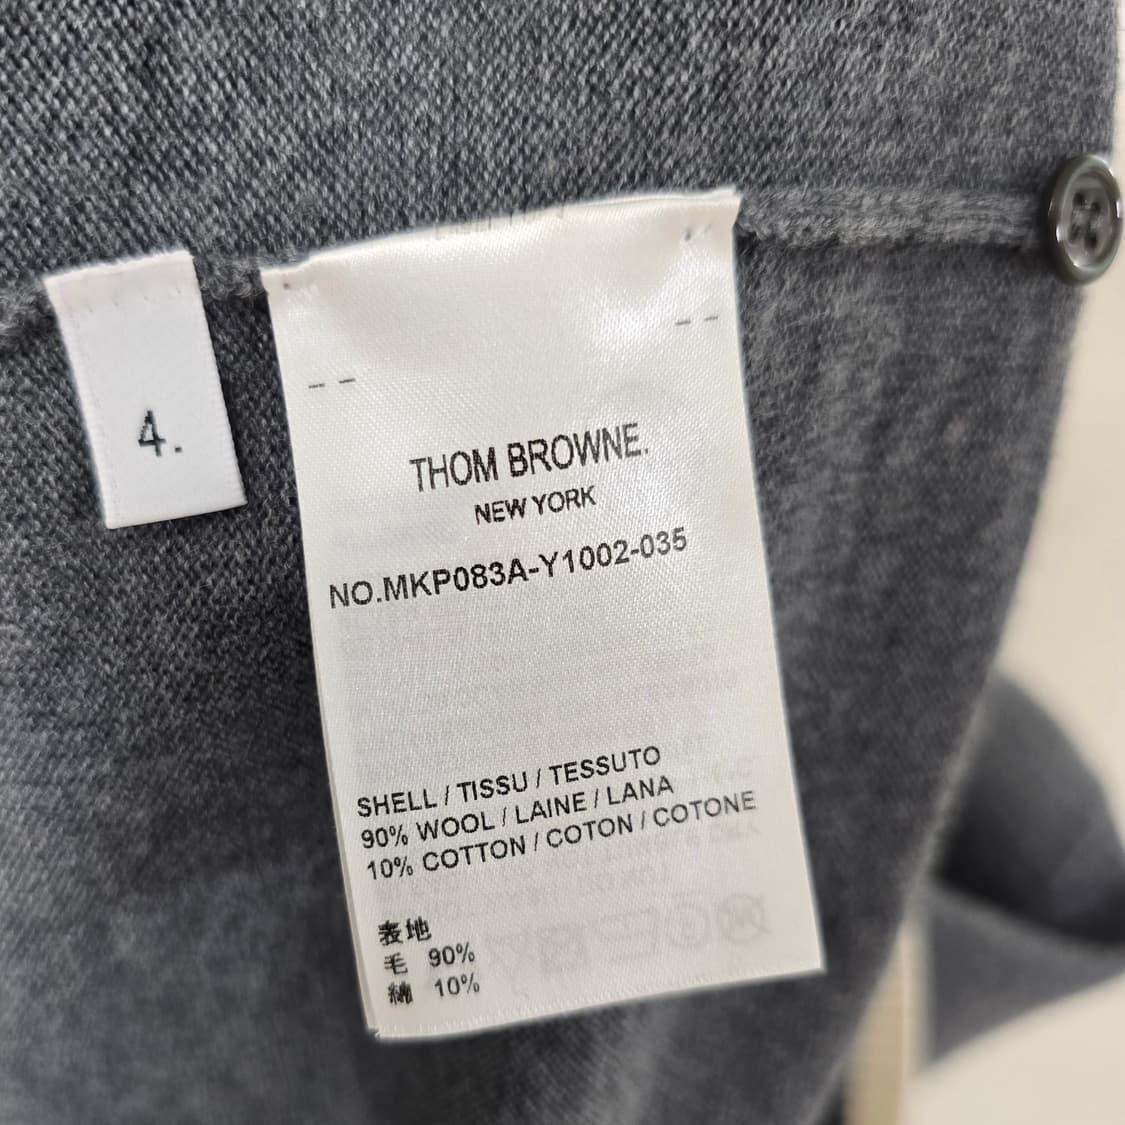 4.
THOM BROWNE.
NEW YORK
NO.MKP083A-Y1002-035
SHELL / TISSU / TESSUTO
90% WOOL / LAINE / LANA
10% COTTON / COTON / COTONE
表地
毛 90%
綿 10%